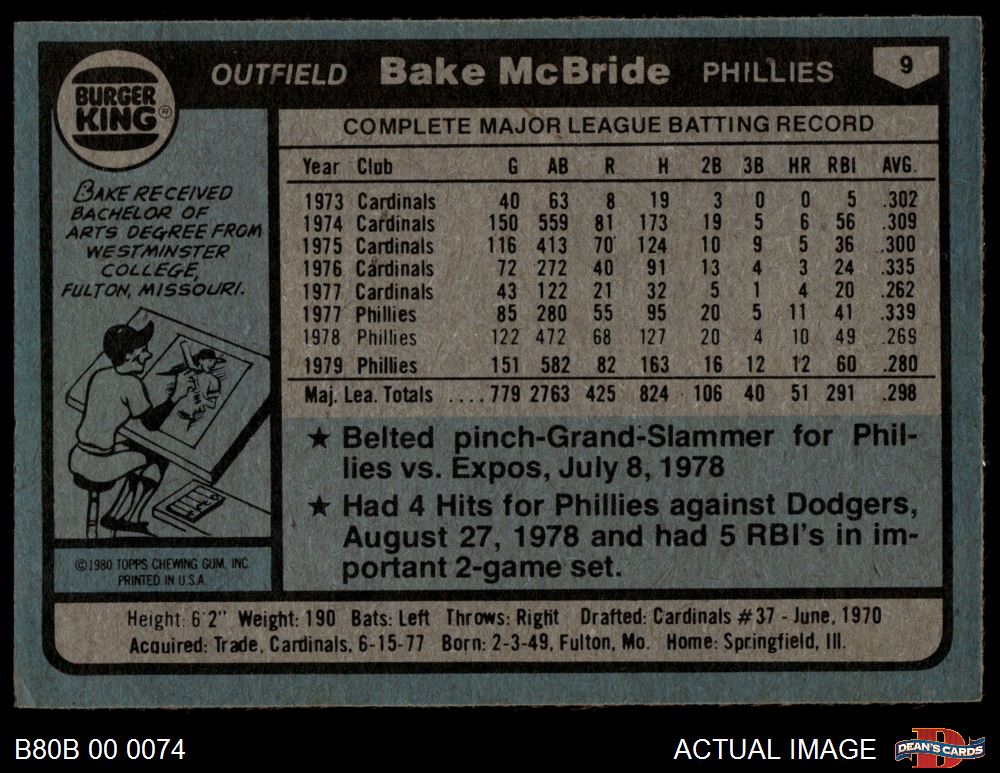 OUTFIELD Bake McBride PHILLIES 9
BURGER
KING®
COMPLETE MAJOR LEAGUE BATTING RECORD
Year Club G AB R H 2B 3B HR RBI AVG.
1973 Cardinals 40 63 8 19 3 0 0 5 .302
1974 Cardinals 150 559 81 173 19 5 6 56 .309
1975 Cardinals 116 413 70 124 10 9 5 36 .300
1976 Cardinals 72 272 40 91 13 4 3 24 .335
1977 Cardinals 43 122 21 32 5 1 4 20 .262
1977 Phillies 85 280 55 95 20 5 11 41 .339
1978 Phillies 122 472 68 127 20 4 10 49 .269
1979 Phillies 151 582 82 163 16 12 12 60 .280
Maj. Lea. Totals ....779 2763 425 824 106 40 51 291 .298
BAKE RECEIVED
BACHELOR OF
ARTS DEGREE FROM
WESTMINSTER
COLLEGE,
FULTON, MISSOURI.
★ Belted pinch-Grand-Slammer for Phil-
lies vs. Expos, July 8, 1978
★ Had 4 Hits for Phillies against Dodgers,
August 27, 1978 and had 5 RBI's in im-
portant 2-game set.
©1980 TOPPS CHEWING GUM, INC.
PRINTED IN U.S.A.
Height: 6'2" Weight: 190 Bats: Left Throws: Right Drafted: Cardinals #37 - June, 1970
Acquired: Trade, Cardinals, 6-15-77 Born: 2-3-49, Fulton, Mo. Home: Springfield, Ill.
B80B 00 0074
ACTUAL IMAGE
D
DEAN'S CARDS